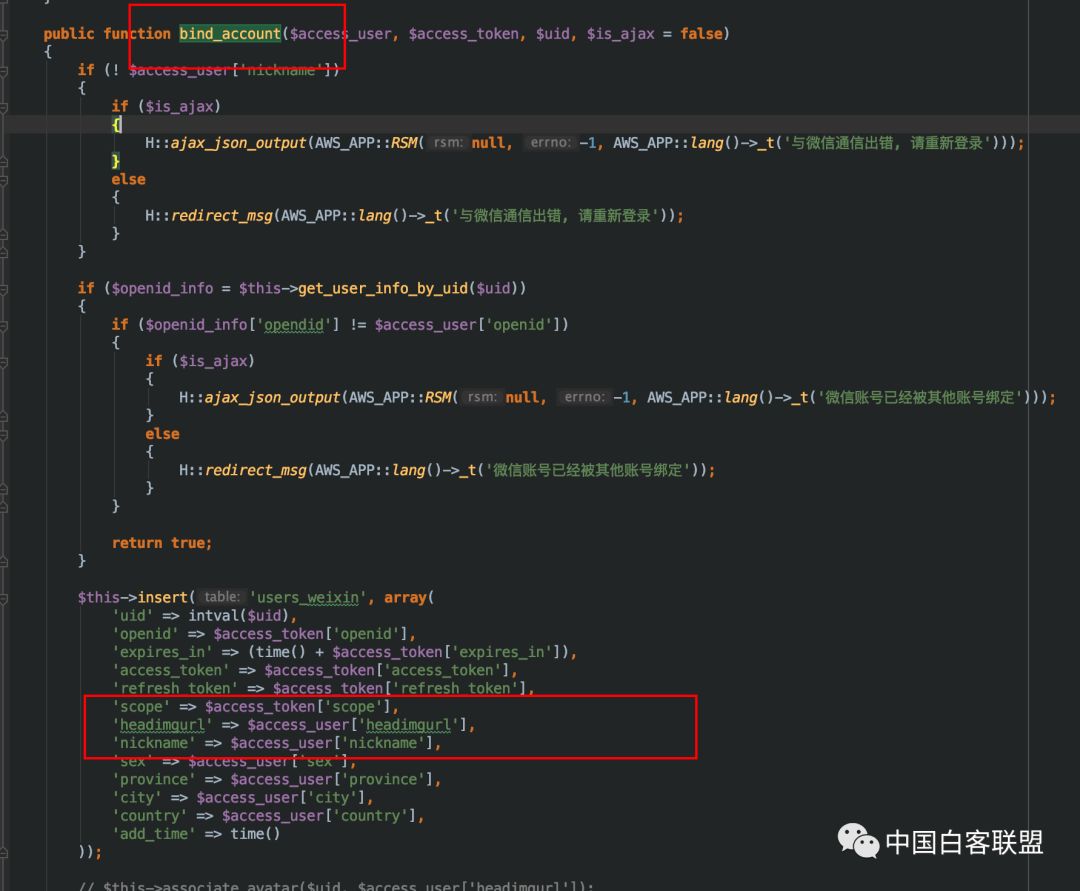 }
public function bind_account($access_user, $access_token, $uid, $is_ajax = false)
{
if (! $access_user['nickname'])
{
if ($is_ajax)
{
H::ajax_json_output(AWS_APP::RSM( rsm: null, errno: -1, AWS_APP::lang()->_t('与微信通信出错, 请重新登录')));
}
else
{
H::redirect_msg(AWS_APP::lang()->_t('与微信通信出错, 请重新登录'));
}
}
if ($openid_info = $this->get_user_info_by_uid($uid))
{
if ($openid_info['opendid'] != $access_user['openid'])
{
if ($is_ajax)
{
H::ajax_json_output(AWS_APP::RSM( rsm: null, errno: -1, AWS_APP::lang()->_t('微信账号已经被其他账号绑定')));
}
else
{
H::redirect_msg(AWS_APP::lang()->_t('微信账号已经被其他账号绑定'));
}
}
return true;
}
$this->insert( table: 'users_weixin', array(
'uid' => intval($uid),
'openid' => $access_token['openid'],
'expires_in' => (time() + $access_token['expires_in']),
'access_token' => $access_token['access_token'],
'refresh_token' => $access_token['refresh_token'],
'scope' => $access_token['scope'],
'headimgurl' => $access_user['headimgurl'],
'nickname' => $access_user['nickname'],
'sex' => $access_user['sex'],
'province' => $access_user['province'],
'city' => $access_user['city'],
'country' => $access_user['country'],
'add_time' => time()
));
// $this->associate_avatar($uid, $access_user['headimgurl']);
中国白客联盟